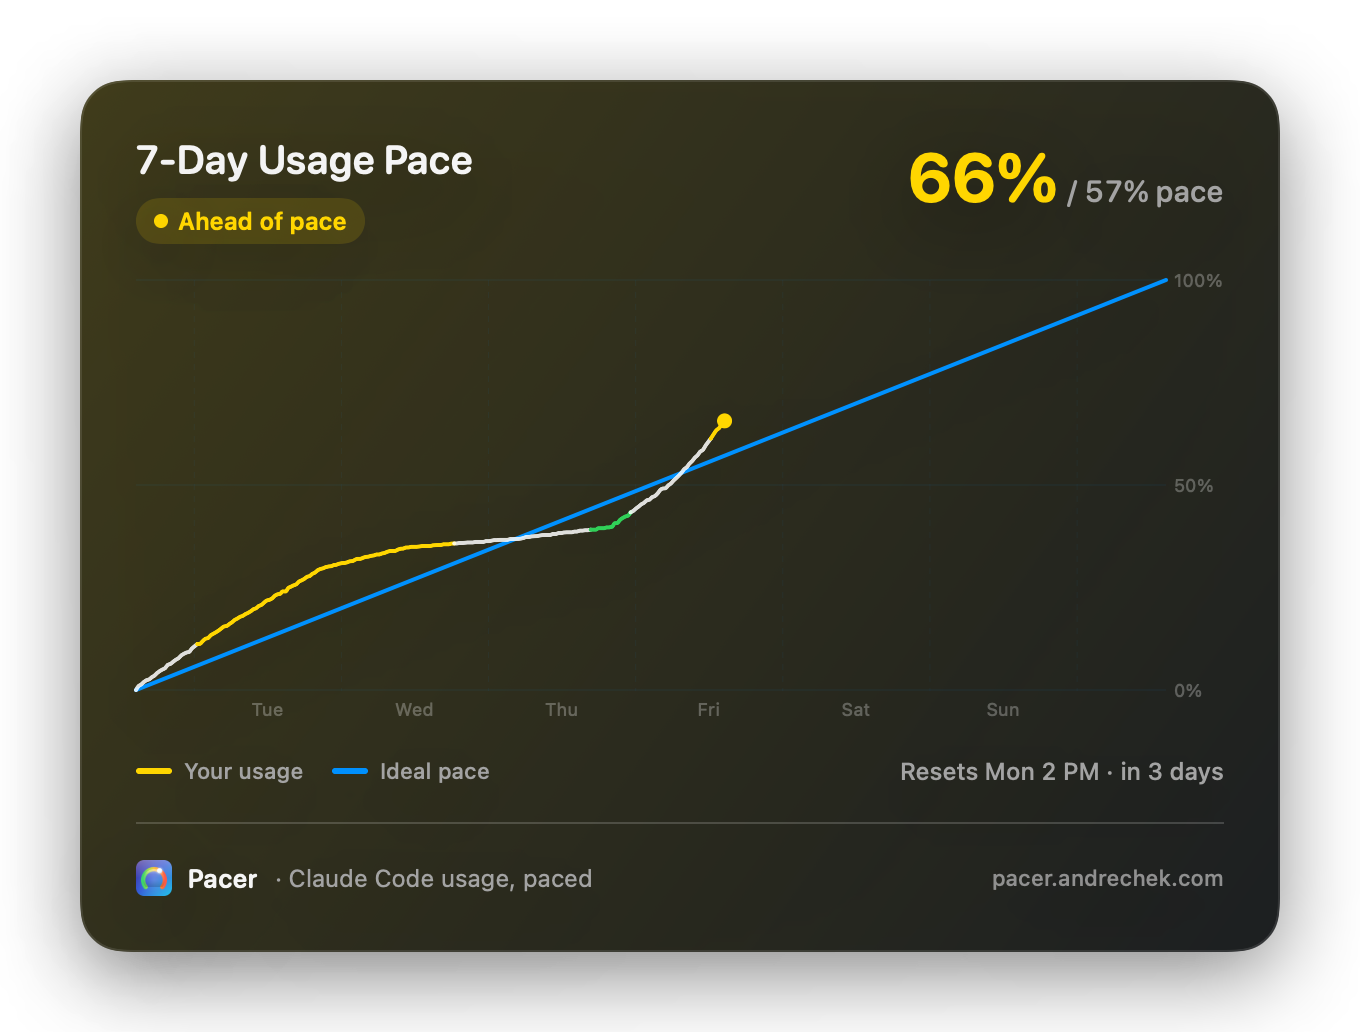 7-Day Usage Pace
66% / 57% pace
Ahead of pace
100%
50%
0%
Tue Wed Thu Fri Sat Sun
Your usage Ideal pace Resets Mon 2 PM · in 3 days
Pacer · Claude Code usage, paced pacer.andrechek.com